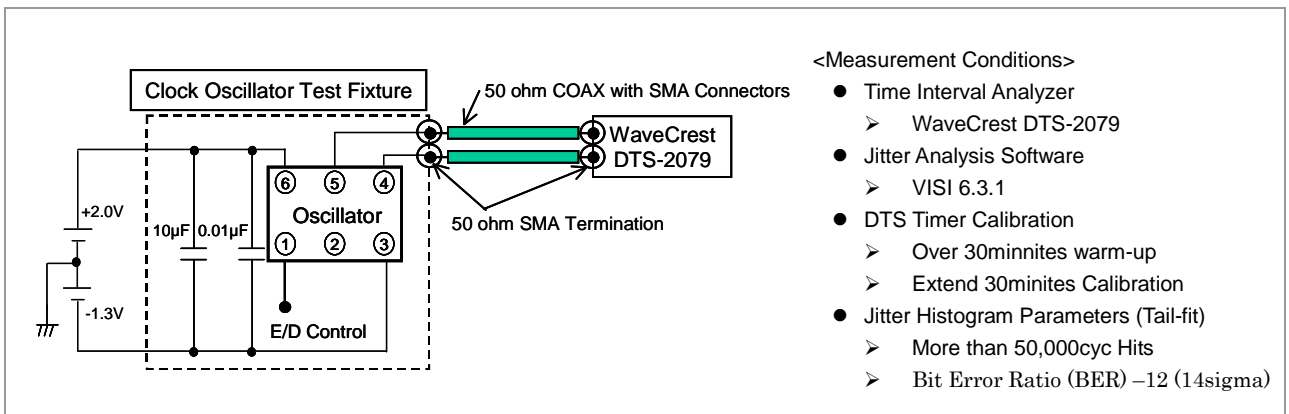 Clock Oscillator Test Fixture
50 ohm COAX with SMA Connectors
WaveCrest
DTS-2079
6 5 4
Oscillator
1 2 3
+2.0V
10µF 0.01µF
-1.3V
E/D Control
50 ohm SMA Termination
<Measurement Conditions>
● Time Interval Analyzer
➢ WaveCrest DTS-2079
● Jitter Analysis Software
➢ VISI 6.3.1
● DTS Timer Calibration
➢ Over 30minnites warm-up
➢ Extend 30minites Calibration
● Jitter Histogram Parameters (Tail-fit)
➢ More than 50,000cyc Hits
➢ Bit Error Ratio (BER) –12 (14sigma)